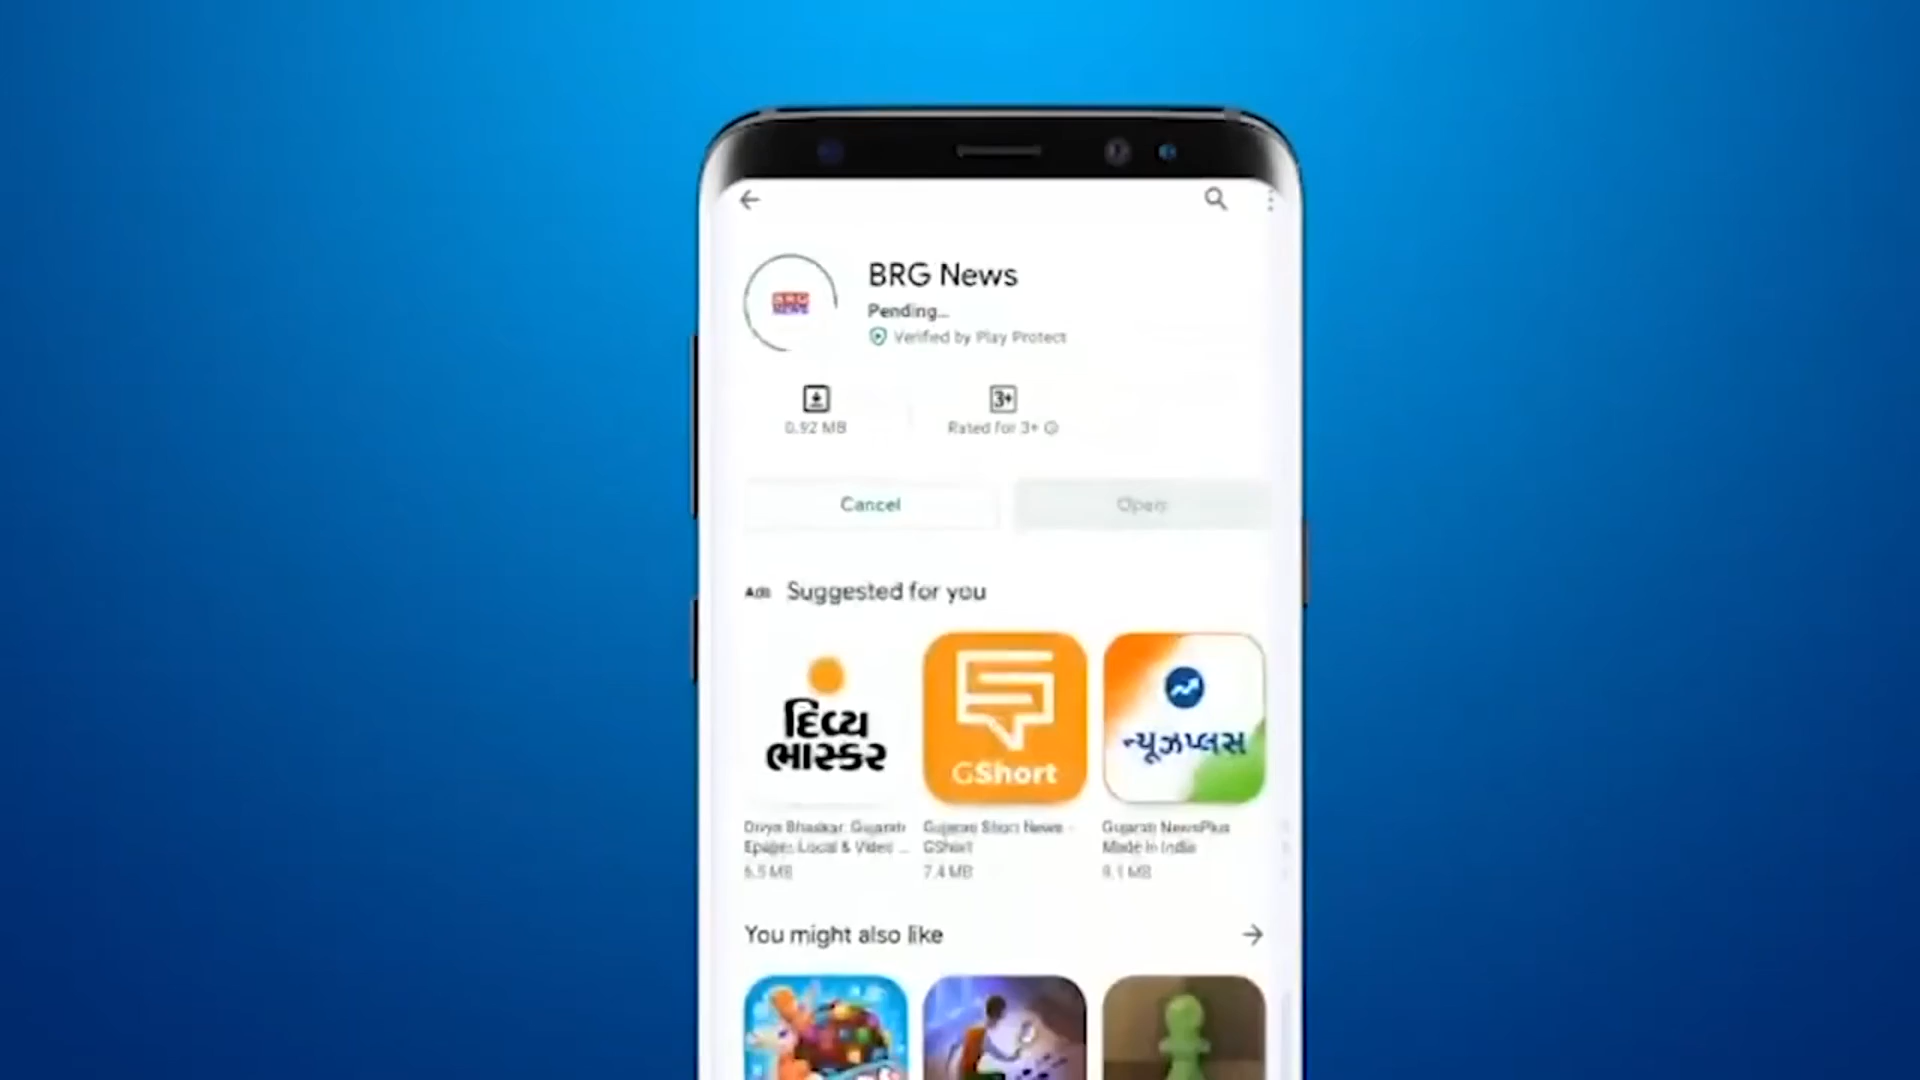 BRG News
BRG
NEWS
Pending...
Verified by Play Protect
0.92 MB
3+
Rated for 3+
Cancel
Open
Ads Suggested for you
દિવ્ય
ભાસ્કર
GShort
ન્યૂઝપ્લસ
Divya Bhaskar: Gujarati
Epaper, Local & Video ...
6.5 MB
Gujarati Short News -
GShort
7.4 MB
Gujarati NewsPlus
Made in India
9.1 MB
You might also like